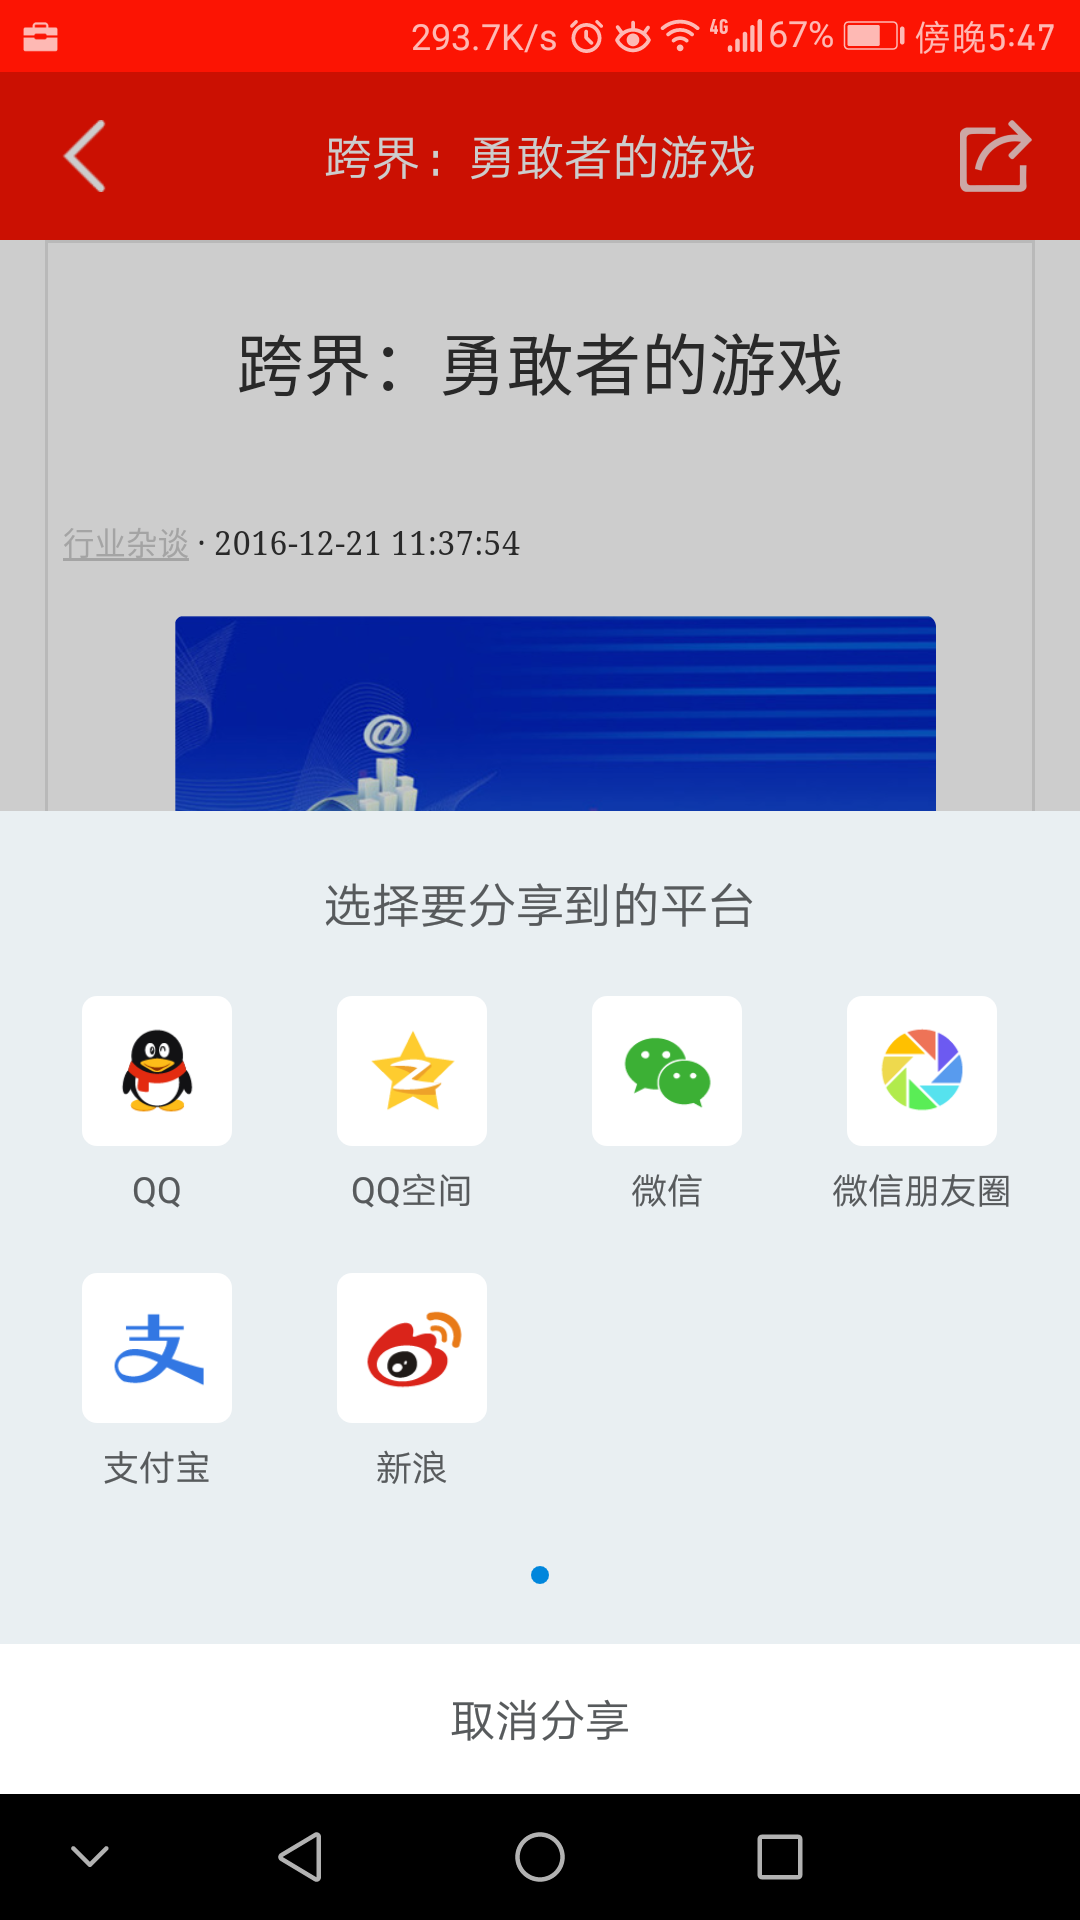 293.7K/s 4G 67% 傍晚5:47
跨界：勇敢者的游戏
跨界：勇敢者的游戏
行业杂谈 · 2016-12-21 11:37:54
@
选择要分享到的平台
QQ QQ空间 微信 微信朋友圈
支付宝 新浪
取消分享